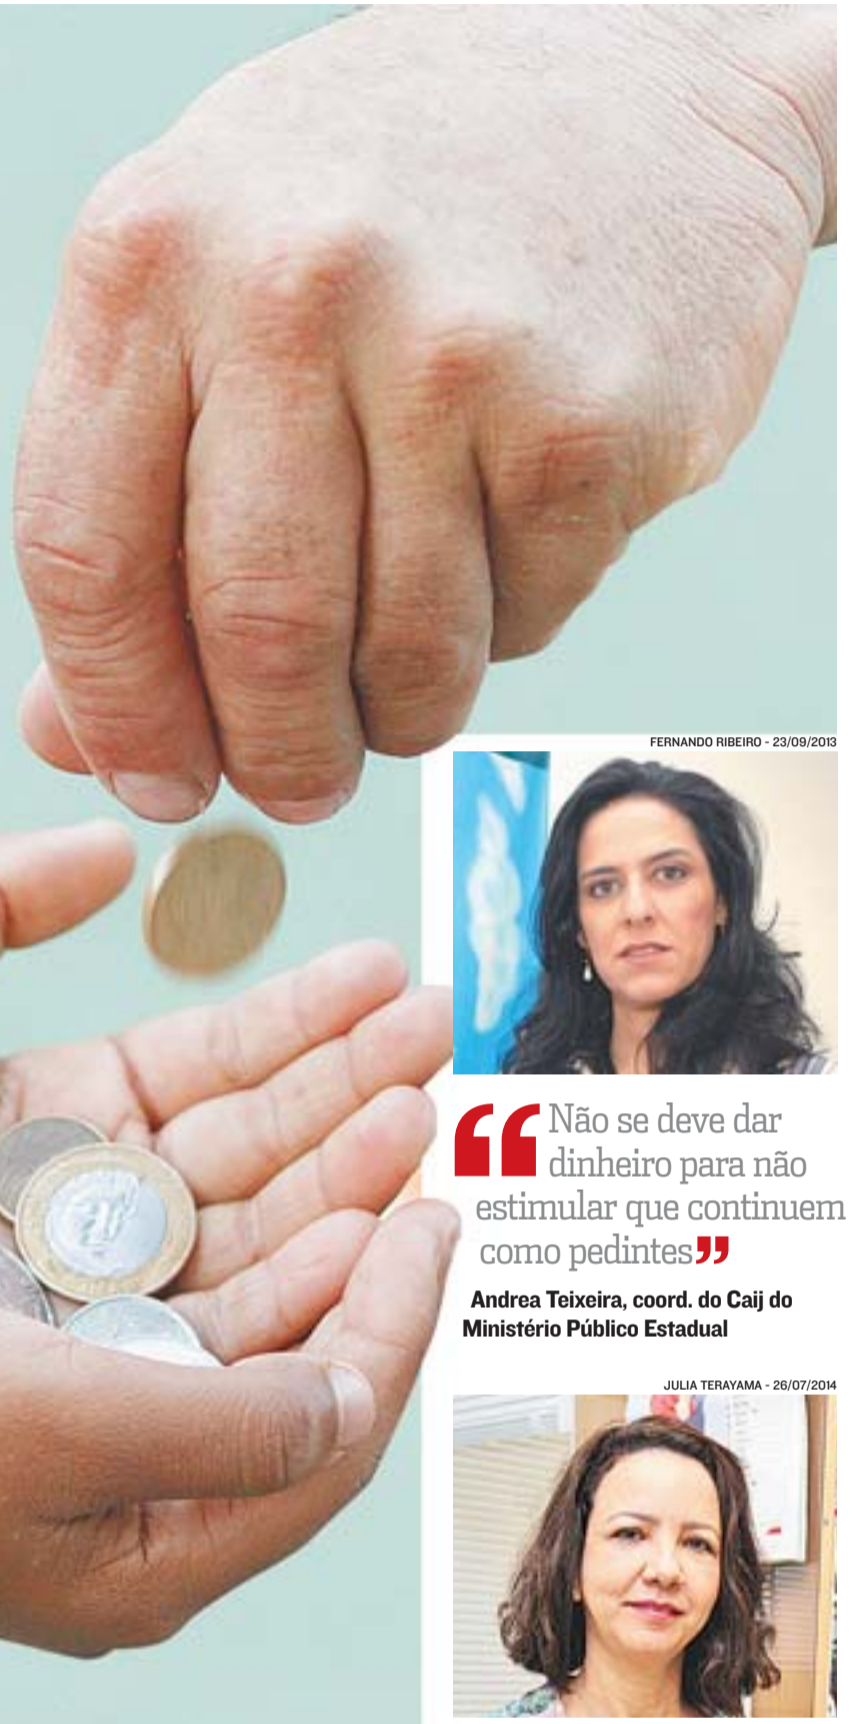 FERNANDO RIBEIRO - 23/09/2013
“Não se deve dar
dinheiro para não
estimular que continuem
como pedintes”
Andrea Teixeira, coord. do Caij do
Ministério Público Estadual
JULIA TERAYAMA - 26/07/2014